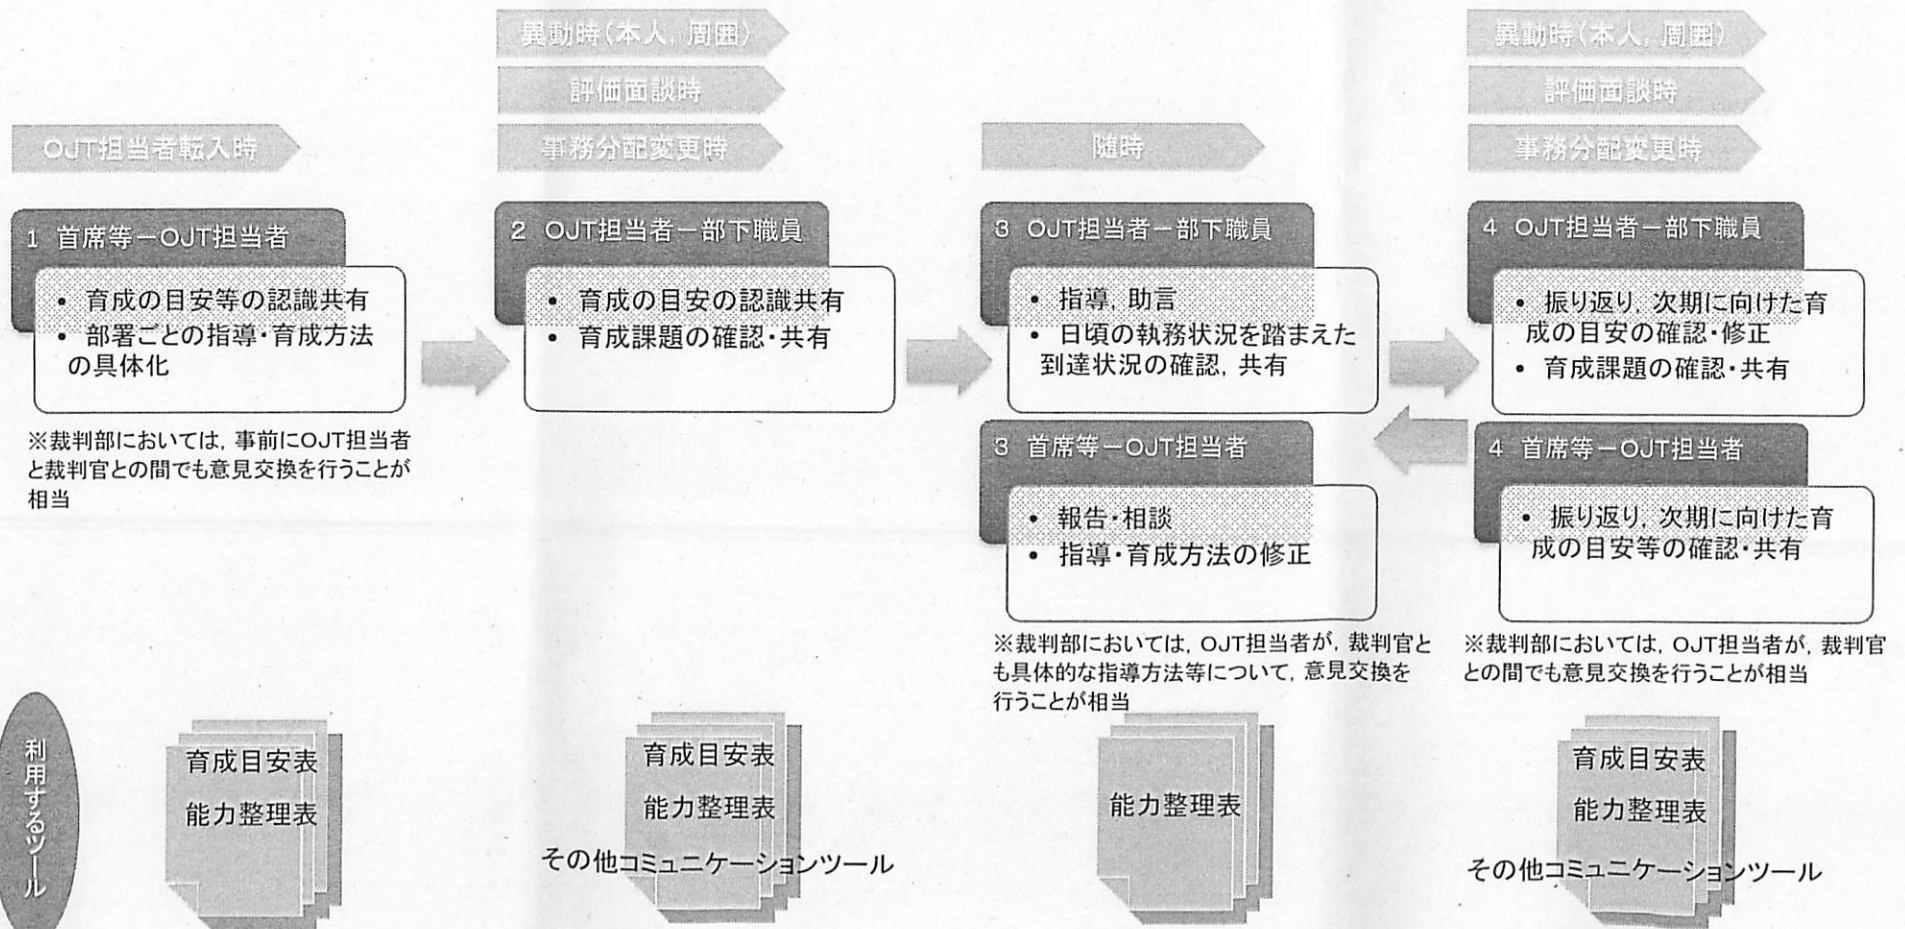 OJT担当者転入時
1 首席等－OJT担当者
• 育成の目安等の認識共有
• 部署ごとの指導・育成方法
の具体化
※裁判部においては，事前にOJT担当者
と裁判官との間でも意見交換を行うことが
相当
異動時（本人，周囲）
評価面談時
事務分配変更時
2 OJT担当者－部下職員
• 育成の目安の認識共有
• 育成課題の確認・共有
随時
3 OJT担当者－部下職員
• 指導，助言
• 日頃の執務状況を踏まえた
到達状況の確認，共有
3 首席等－OJT担当者
• 報告・相談
• 指導・育成方法の修正
※裁判部においては，OJT担当者が，裁判官と
も具体的な指導方法等について，意見交換を
行うことが相当
異動時（本人，周囲）
評価面談時
事務分配変更時
4 OJT担当者－部下職員
• 振り返り，次期に向けた育
成の目安の確認・修正
• 育成課題の確認・共有
4 首席等－OJT担当者
• 振り返り，次期に向けた育
成の目安等の確認・共有
※裁判部においては，OJT担当者が，裁判官
との間でも意見交換を行うことが相当
利用するツール
育成目安表
能力整理表
育成目安表
能力整理表
その他コミュニケーションツール
能力整理表
育成目安表
能力整理表
その他コミュニケーションツール